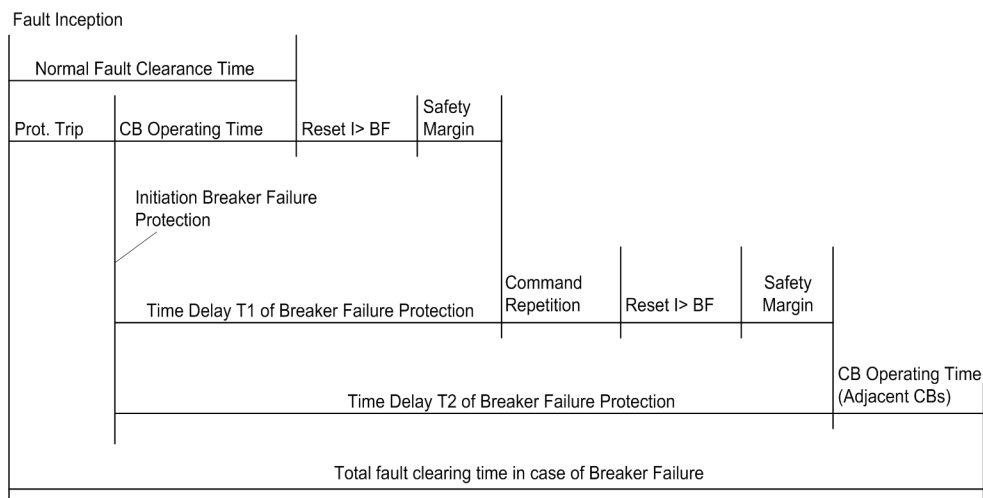 Fault Inception
Normal Fault Clearance Time
Prot. Trip
CB Operating Time
Reset I> BF
Safety
Margin
Initiation Breaker Failure
Protection
Time Delay T1 of Breaker Failure Protection
Command
Repetition
Reset I> BF
Safety
Margin
Time Delay T2 of Breaker Failure Protection
CB Operating Time
(Adjacent CBs)
Total fault clearing time in case of Breaker Failure